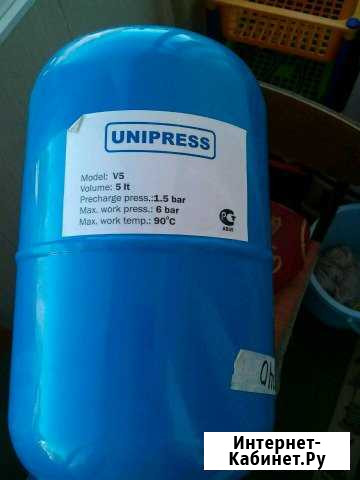 UNIPRESS
Model: V5
Volume: 5 lt
Precharge press.:1.5 bar
Max. work press.: 6 bar
Max. work temp.: 90°C
Интернет-
Кабинет.Ру